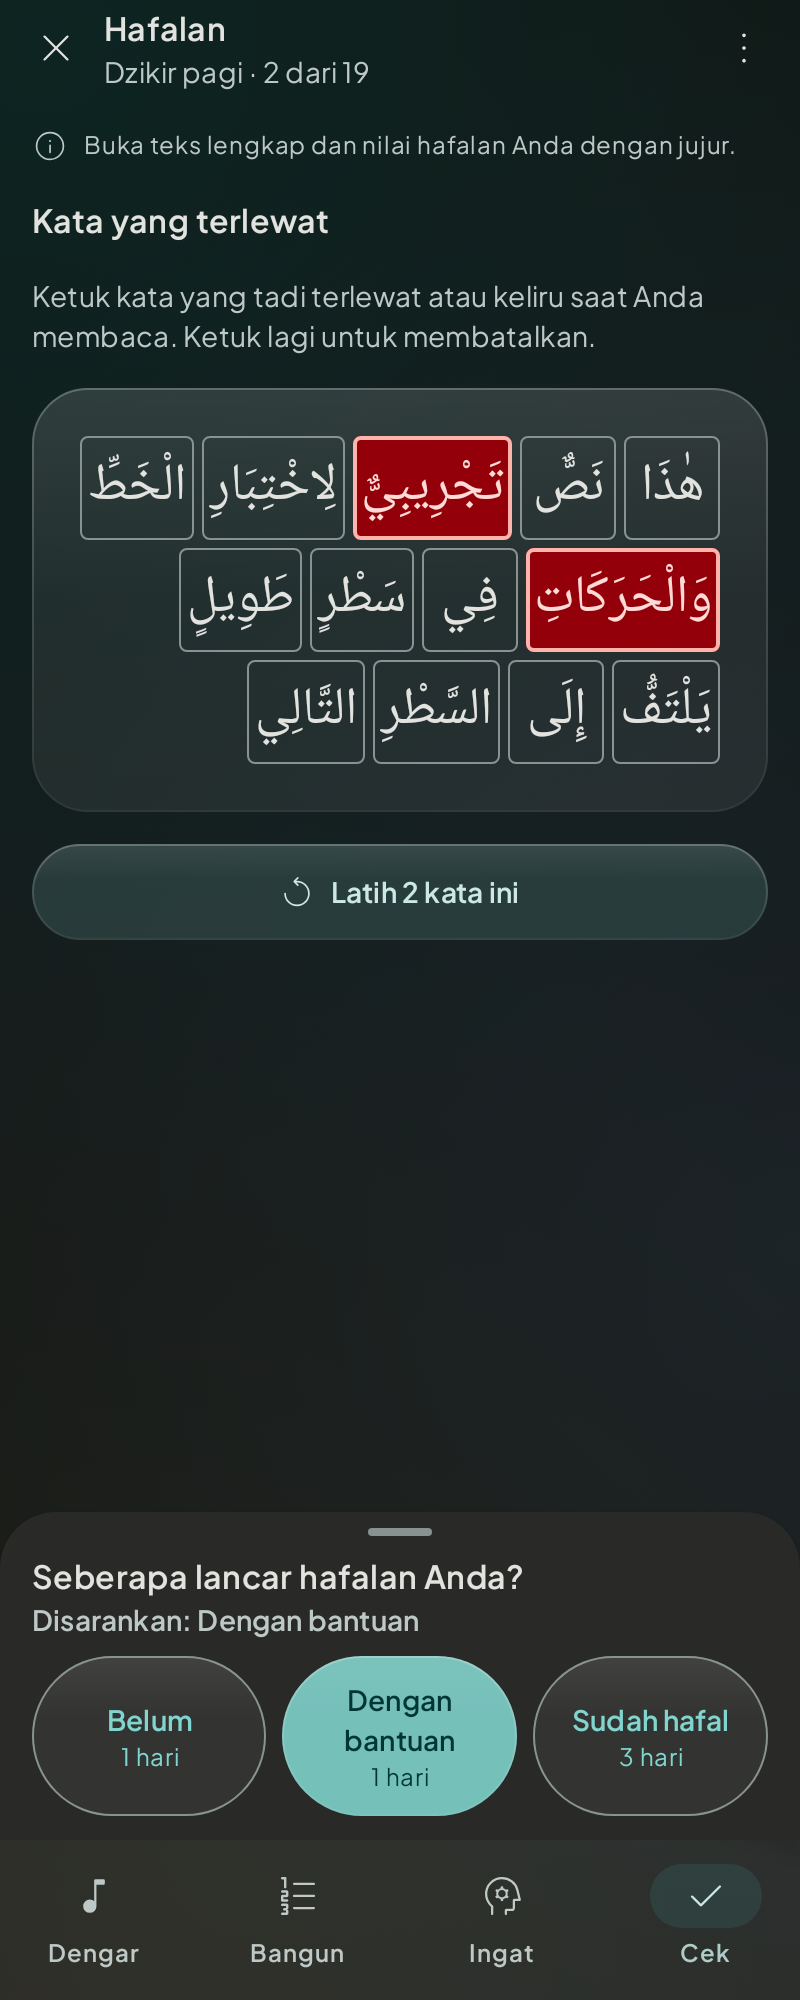 Hafalan
Dzikir pagi · 2 dari 19
Buka teks lengkap dan nilai hafalan Anda dengan jujur.
Kata yang terlewat
Ketuk kata yang tadi terlewat atau keliru saat Anda
membaca. Ketuk lagi untuk membatalkan.
هٰذَا نَصٌّ تَجْرِيبِيٌّ لِاخْتِبَارِ الْخَطِّ
وَالْحَرَكَاتِ فِي سَطْرٍ طَوِيلٍ
يَلْتَفُّ إِلَى السَّطْرِ التَّالِي
Latih 2 kata ini
Seberapa lancar hafalan Anda?
Disarankan: Dengan bantuan
Belum
1 hari
Dengan
bantuan
1 hari
Sudah hafal
3 hari
Dengar
Bangun
Ingat
Cek